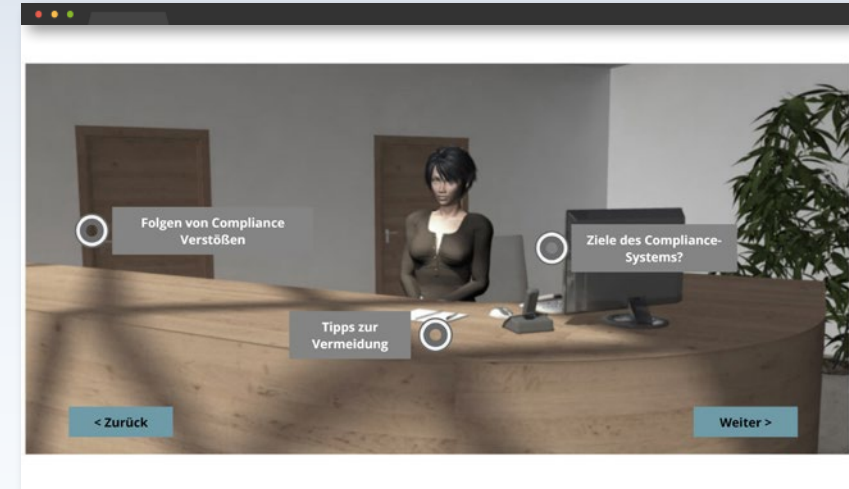 Folgen von Compliance
Verstößen
Ziele des Compliance-
Systems?
Tipps zur
Vermeidung
< Zurück
Weiter >